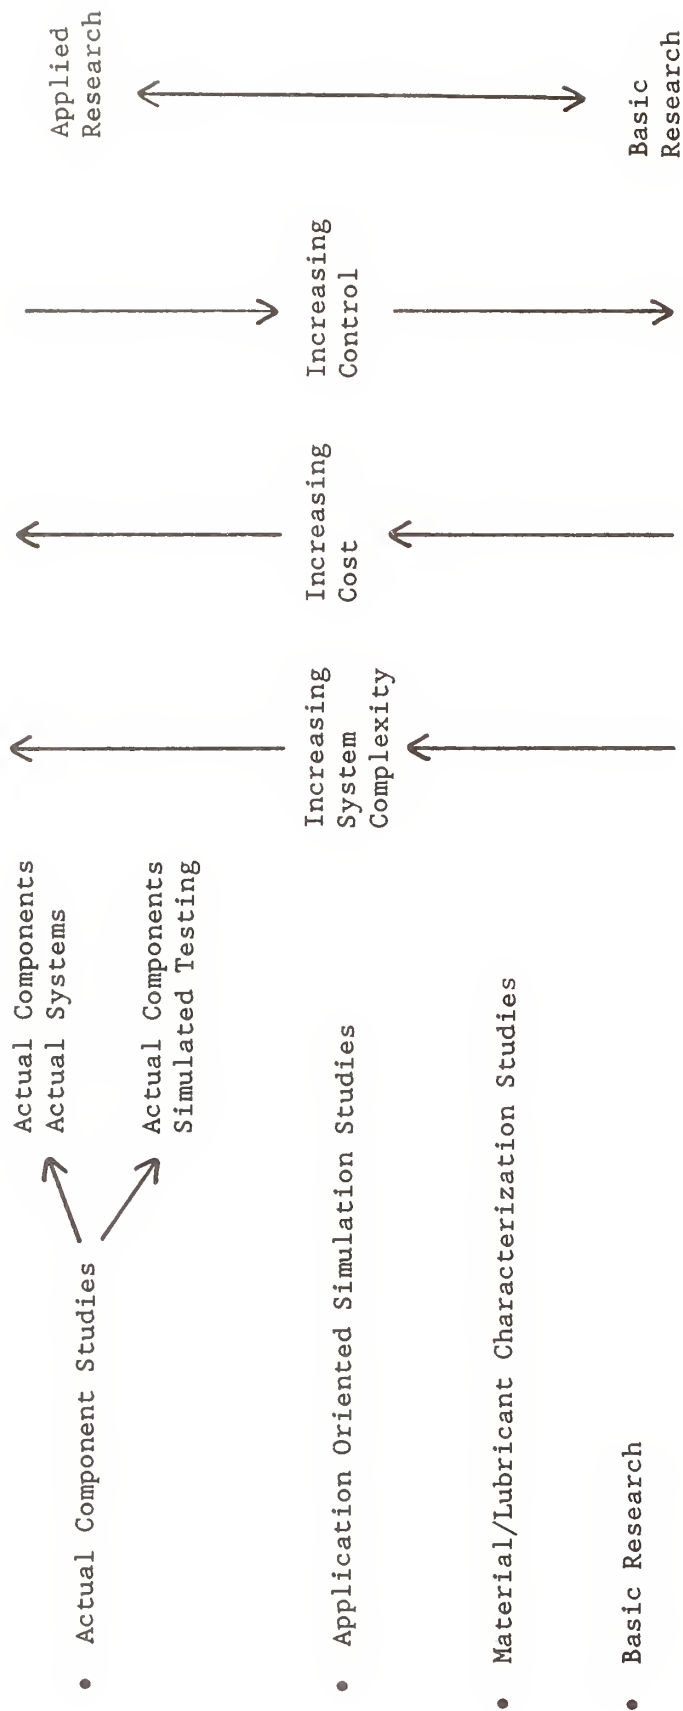 • Actual Component Studies
Actual Components
Actual Systems
Actual Components
Simulated Testing
• Application Oriented Simulation Studies
• Material/Lubricant Characterization Studies
• Basic Research
Increasing
System
Complexity
Increasing
Cost
Increasing
Control
Applied
Research
Basic
Research